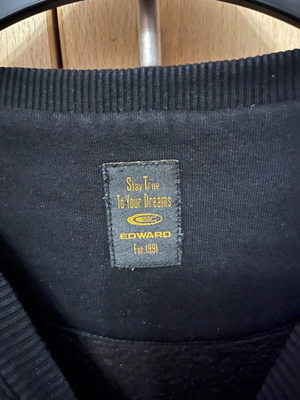 Stay True
To Your Dreams
EDWARD
Est.1991